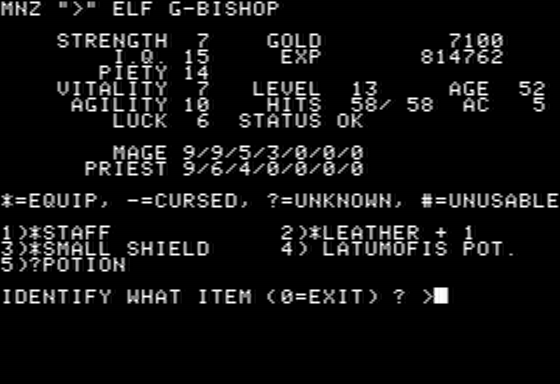 MNZ ">" ELF G-BISHOP
STRENGTH 7 GOLD 7100
I.Q. 15 EXP 814762
PIETY 14
VITALITY 7 LEVEL 13 AGE 52
AGILITY 10 HITS 58/ 58 AC 5
LUCK 6 STATUS OK
MAGE 9/9/5/3/0/0/0
PRIEST 9/6/4/0/0/0/0
*=EQUIP, -=CURSED, ?=UNKNOWN, #=UNUSABLE
1)*STAFF 2)*LEATHER + 1
3)*SMALL SHIELD 4) LATUMOFIS POT.
5)?POTION
IDENTIFY WHAT ITEM (0=EXIT) ? >